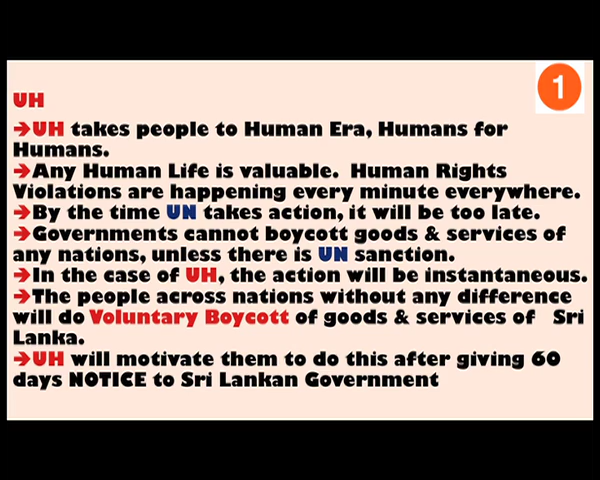 1
UH
➔UH takes people to Human Era, Humans for
Humans.
➔Any Human Life is valuable. Human Rights
Violations are happening every minute everywhere.
➔By the time UN takes action, it will be too late.
➔Governments cannot boycott goods & services of
any nations, unless there is UN sanction.
➔In the case of UH, the action will be instantaneous.
➔The people across nations without any difference
will do Voluntary Boycott of goods & services of Sri
Lanka.
➔UH will motivate them to do this after giving 60
days NOTICE to Sri Lankan Government